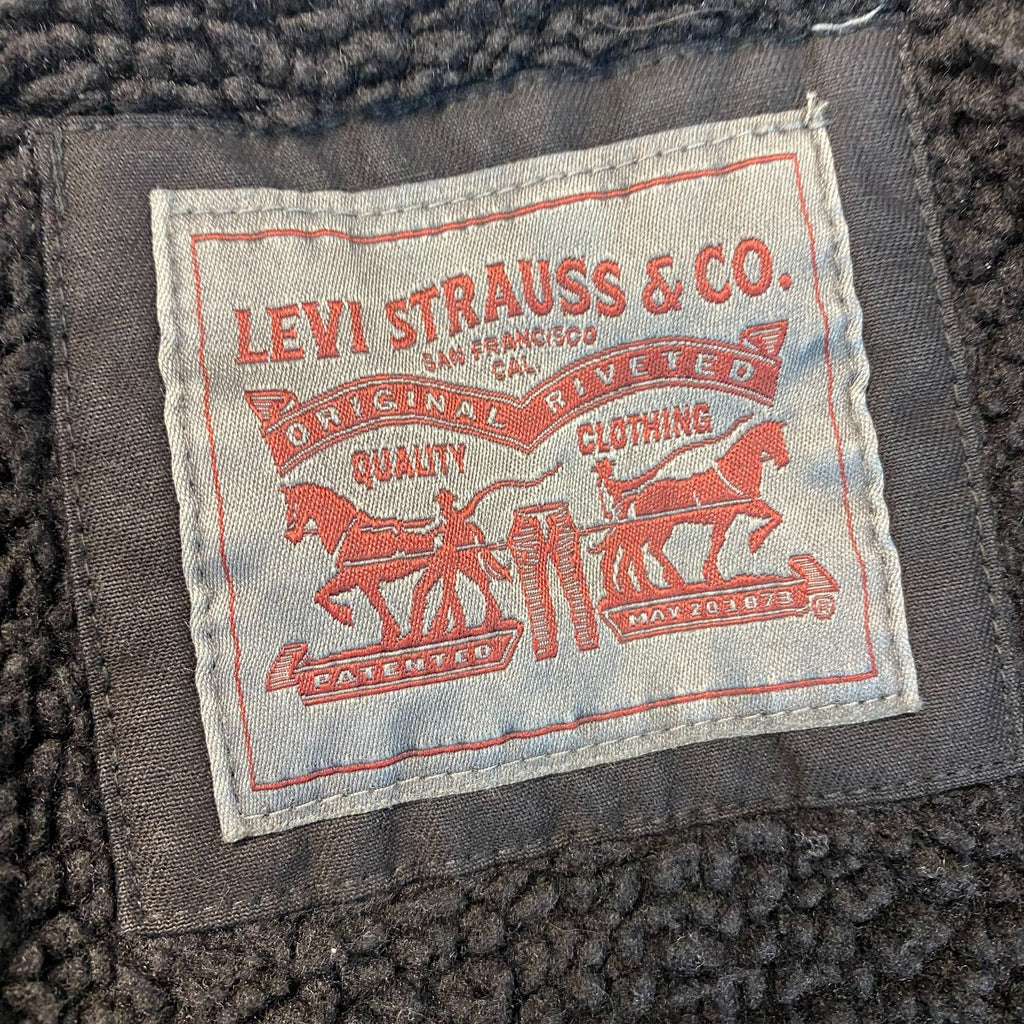 LEVI STRAUSS & CO.
SAN FRANCISCO
CAL
ORIGINAL RIVETED
QUALITY CLOTHING
PATENTED MAY 20 1873 ®